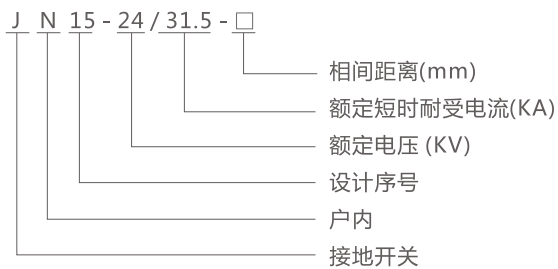 J N 15-24/31.5-□
相间距离(mm)
额定短时耐受电流(KA)
额定电压(KV)
设计序号
户内
接地开关